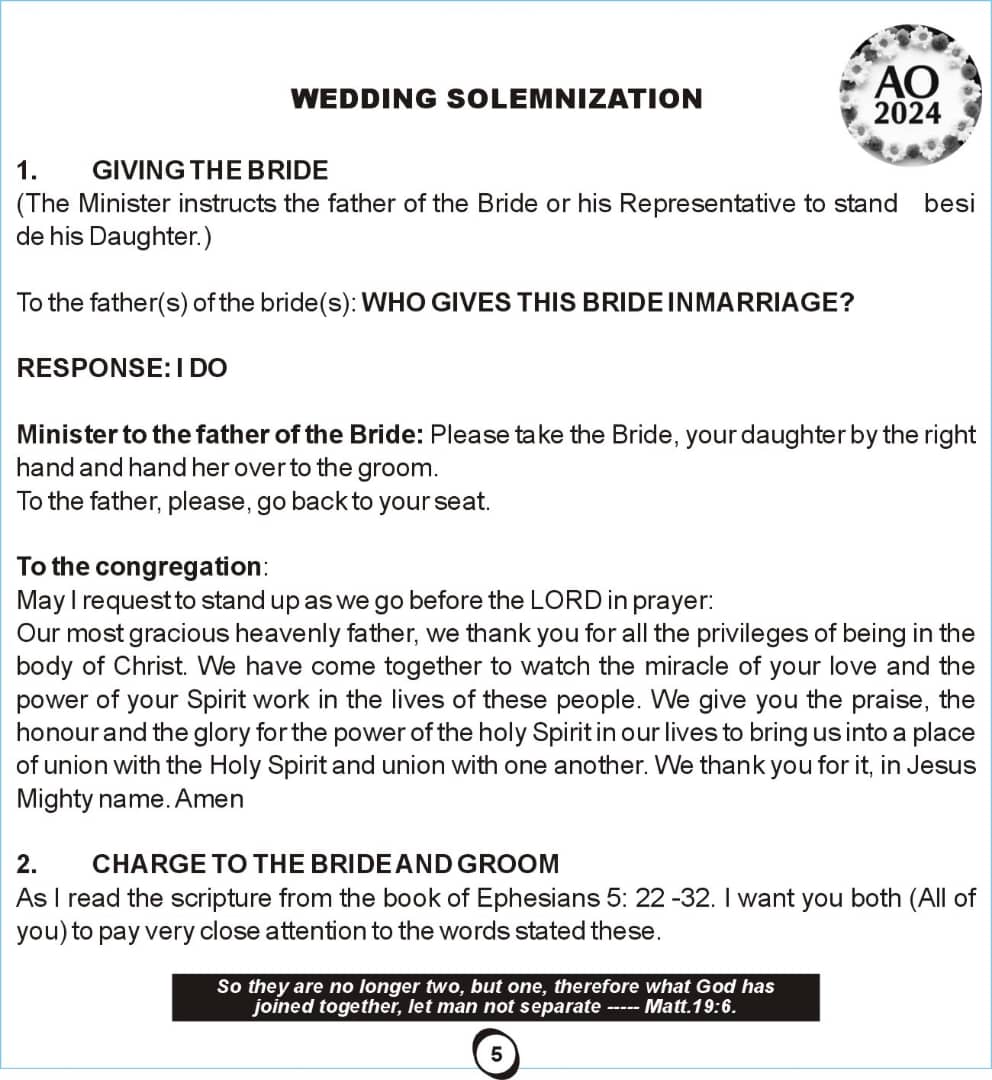 AO
2024
WEDDING SOLEMNIZATION
1. GIVING THE BRIDE
(The Minister instructs the father of the Bride or his Representative to stand besi
de his Daughter.)
To the father(s) of the bride(s): WHO GIVES THIS BRIDE INMARRIAGE?
RESPONSE: I DO
Minister to the father of the Bride: Please take the Bride, your daughter by the right
hand and hand her over to the groom.
To the father, please, go back to your seat.
To the congregation:
May I request to stand up as we go before the LORD in prayer:
Our most gracious heavenly father, we thank you for all the privileges of being in the
body of Christ. We have come together to watch the miracle of your love and the
power of your Spirit work in the lives of these people. We give you the praise, the
honour and the glory for the power of the holy Spirit in our lives to bring us into a place
of union with the Holy Spirit and union with one another. We thank you for it, in Jesus
Mighty name. Amen
2. CHARGE TO THE BRIDE AND GROOM
As I read the scripture from the book of Ephesians 5: 22 -32. I want you both (All of
you) to pay very close attention to the words stated these.
So they are no longer two, but one, therefore what God has
joined together, let man not separate ----- Matt.19:6.
5